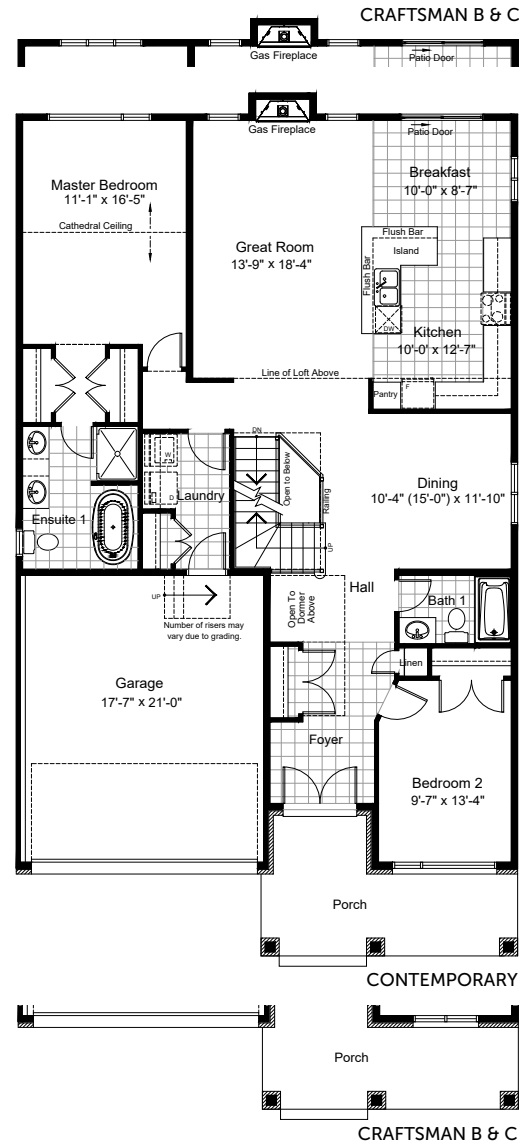 CRAFTSMAN B & C
Gas Fireplace
Patio Door
Gas Fireplace
Patio Door
Master Bedroom
11'-1" x 16'-5"
Cathedral Ceiling
Breakfast
10'-0" x 8'-7"
Great Room
13'-9" x 18'-4"
Flush Bar
Island
Flush Bar
DW
Kitchen
10'-0' x 12'-7"
Line of Loft Above
Pantry
F
DN
W
D
Laundry
Open to Below
Railing
UP
Dining
10'-4" (15'-0") x 11'-10"
Ensuite 1
UP
Number of risers may
vary due to grading.
Open To
Dormer
Above
Hall
Bath 1
Linen
Garage
17'-7" x 21'-0"
Foyer
Bedroom 2
9'-7" x 13'-4"
Porch
CONTEMPORARY
Porch
CRAFTSMAN B & C